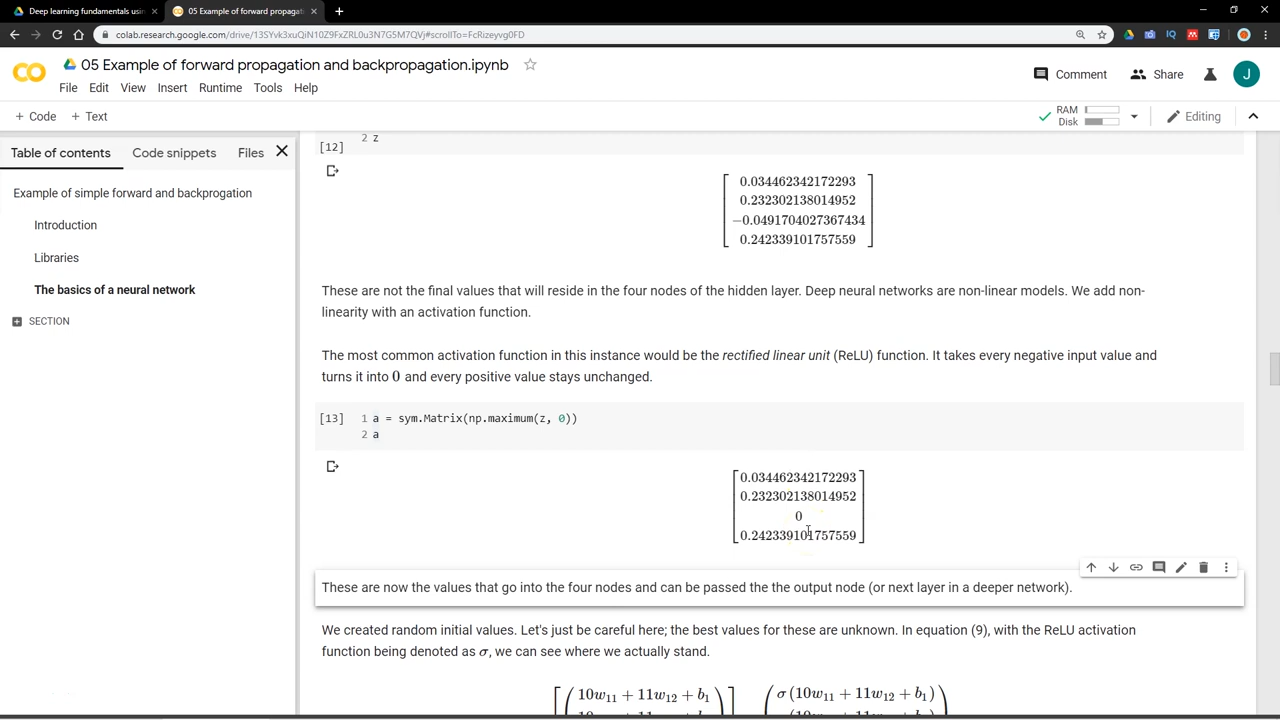 Deep learning fundamentals usin
05 Example of forward propagati
colab.research.google.com/drive/13SYvk3xuQiN10Z9FxZRL0u3N7G5M7QVj#scrollTo=FcRizeyvg0FD
05 Example of forward propagation and backpropagation.ipynb
Comment
Share
J
File Edit View Insert Runtime Tools Help
+ Code + Text
RAM
Disk
Editing
Table of contents Code snippets Files
Example of simple forward and backprogation
Introduction
Libraries
The basics of a neural network
SECTION
2 z
[12]
0.034462342172293
0.232302138014952
−0.0491704027367434
0.242339101757559
These are not the final values that will reside in the four nodes of the hidden layer. Deep neural networks are non-linear models. We add non-
linearity with an activation function.
The most common activation function in this instance would be the rectified linear unit (ReLU) function. It takes every negative input value and
turns it into 0 and every positive value stays unchanged.
[13] 1 a = sym.Matrix(np.maximum(z, 0))
2 a
0.034462342172293
0.232302138014952
0
0.242339101757559
These are now the values that go into the four nodes and can be passed the the output node (or next layer in a deeper network).
We created random initial values. Let's just be careful here; the best values for these are unknown. In equation (9), with the ReLU activation
function being denoted as σ, we can see where we actually stand.
10w₁₁ + 11w₁₂ + b₁ σ (10w₁₁ + 11w₁₂ + b₁)